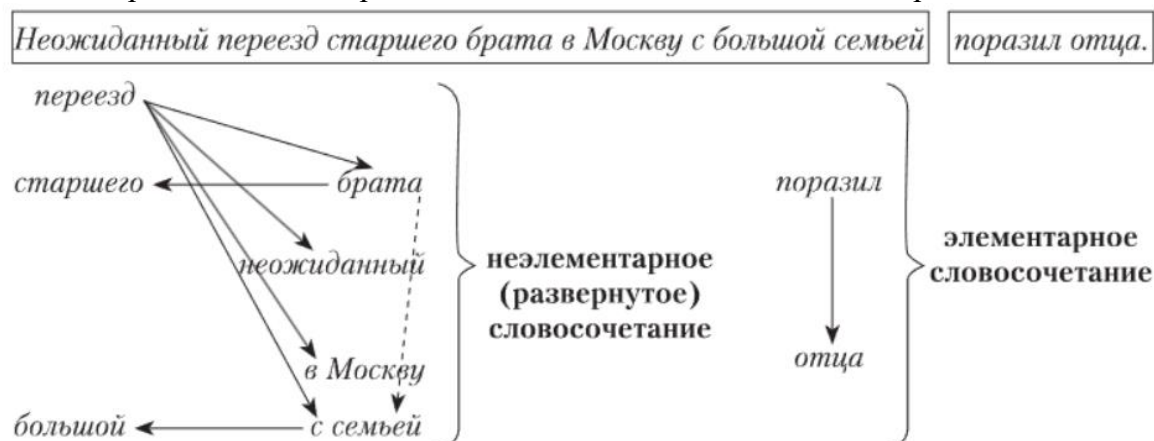 Неожиданный переезд старшего брата в Москву с большой семьей поразил отца.
переезд
старшего брата поразил
неожиданный
неэлементарное
(развернутое)
словосочетание
элементарное
словосочетание
в Москву отца
большой с семьей